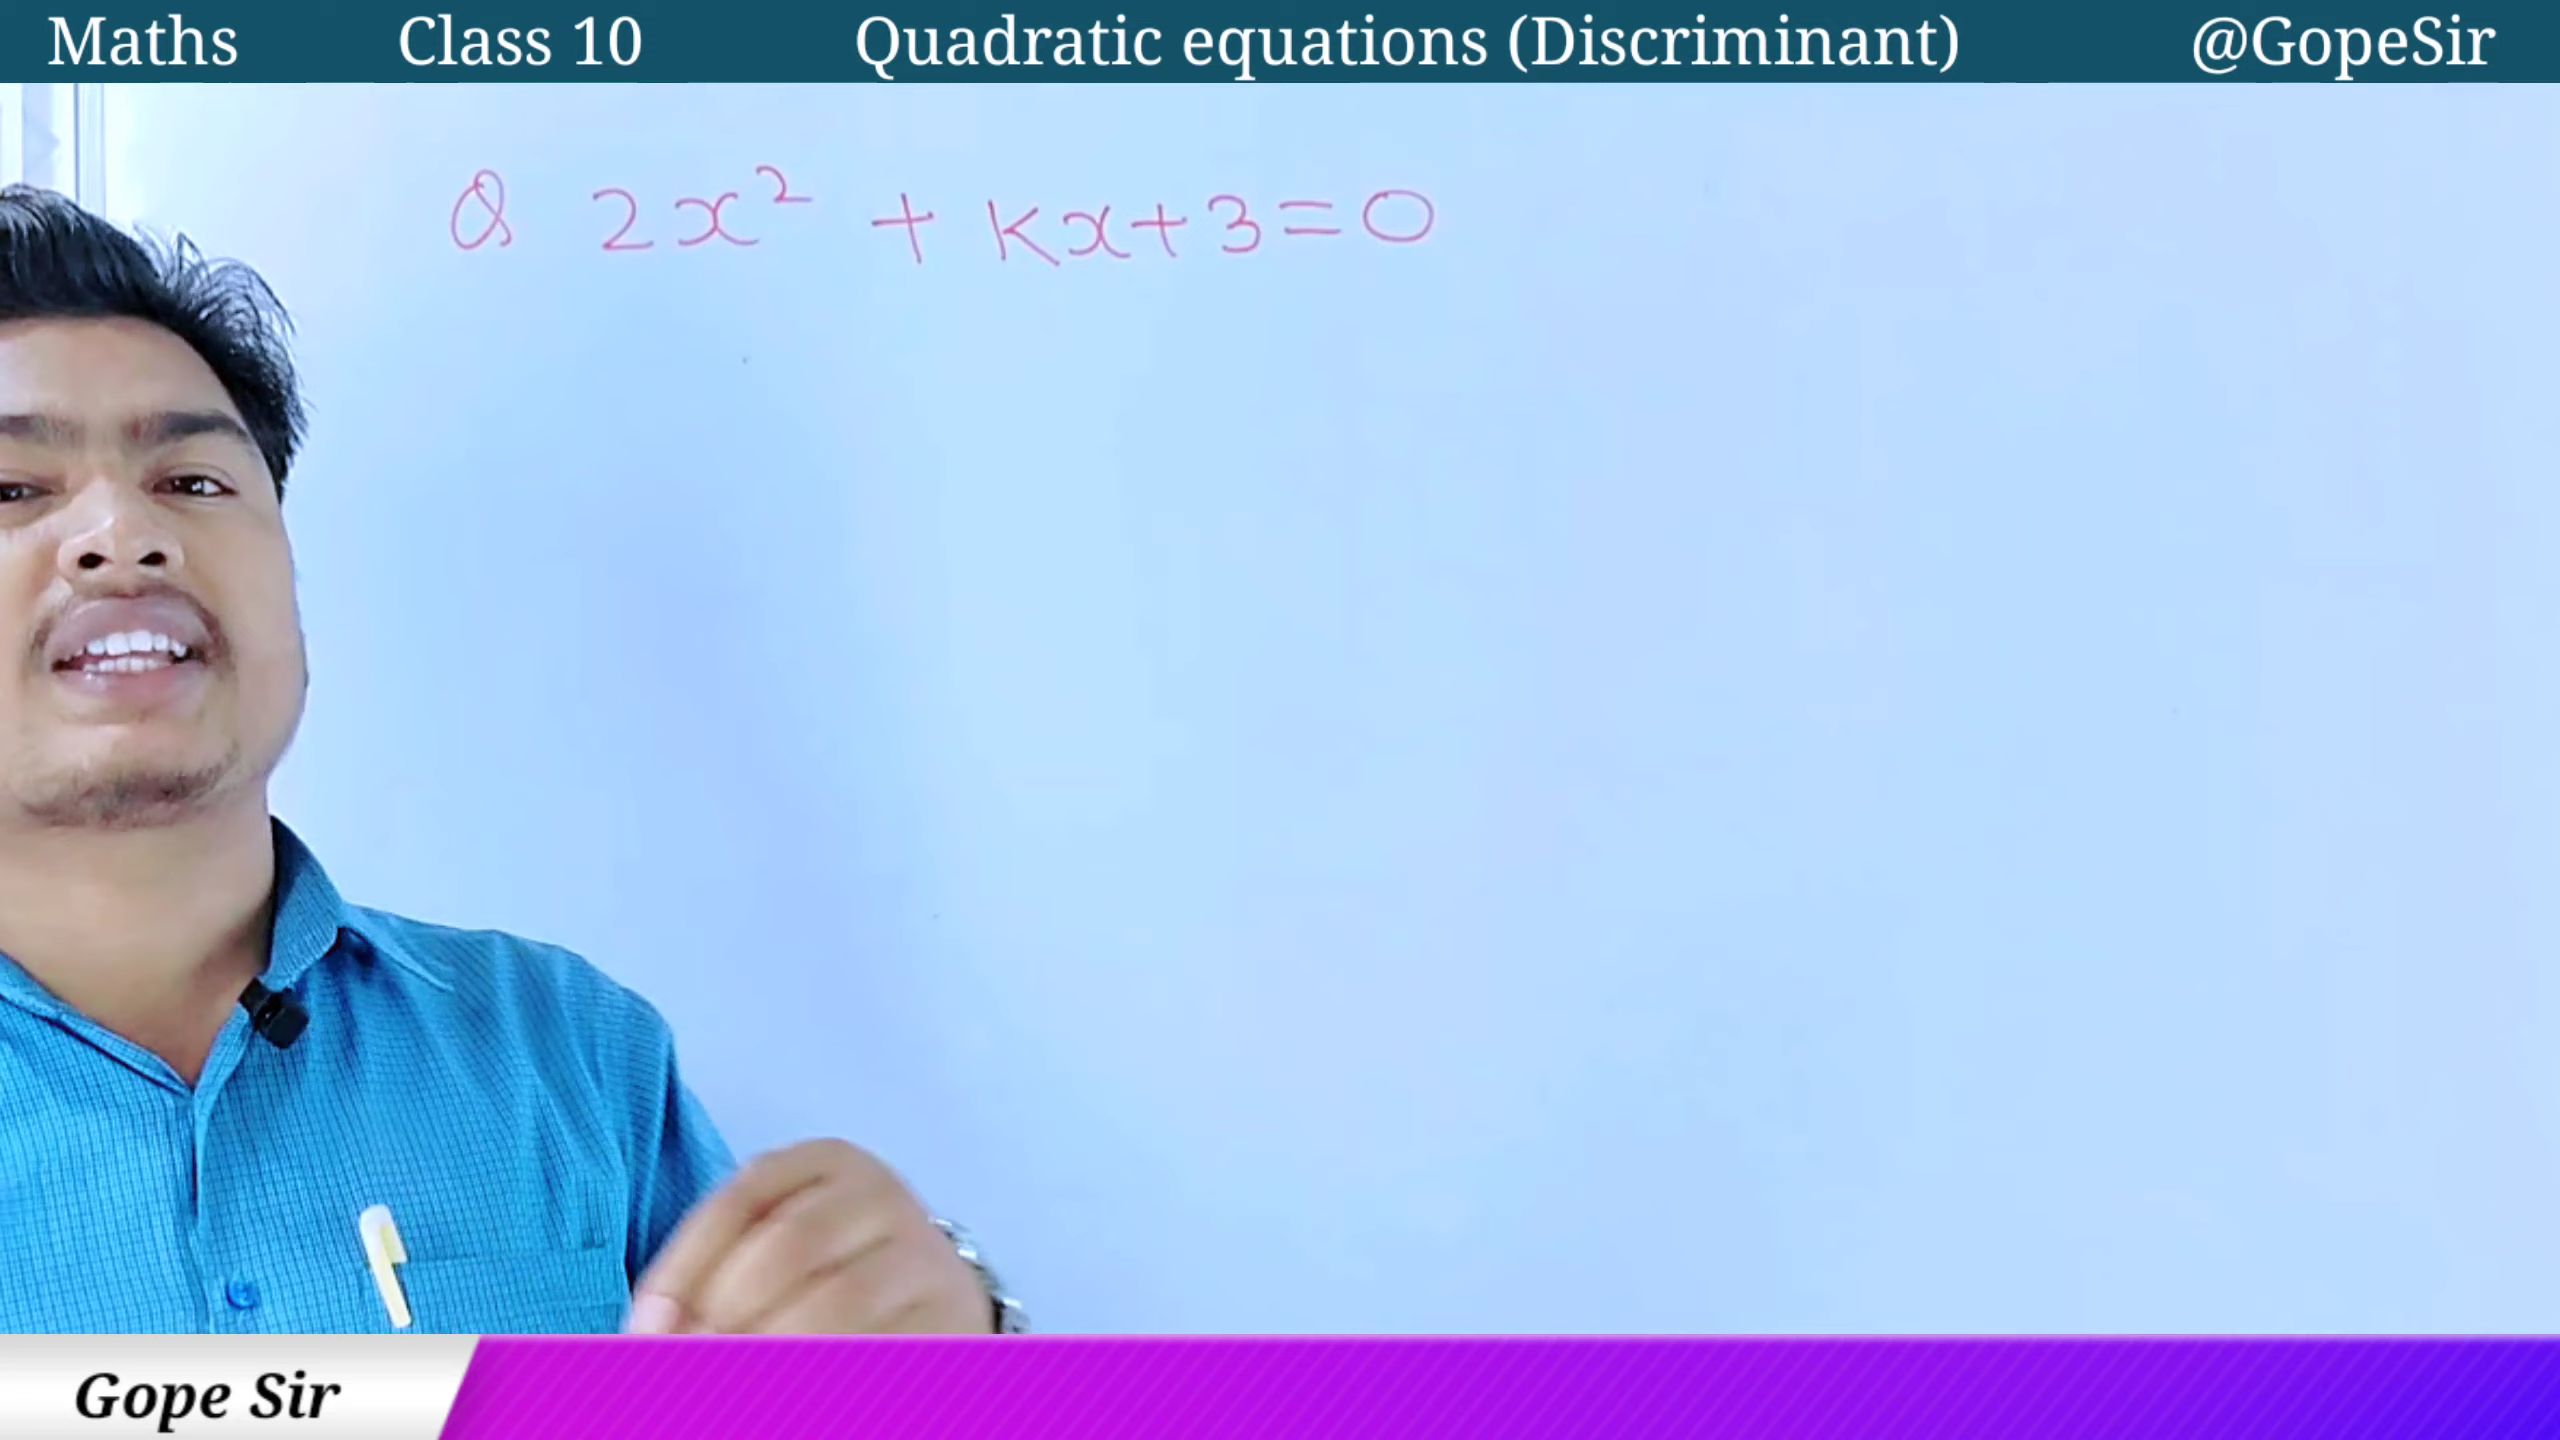 Maths Class 10 Quadratic equations (Discriminant) @GopeSir
Q 2x² + kx+3=0
Gope Sir